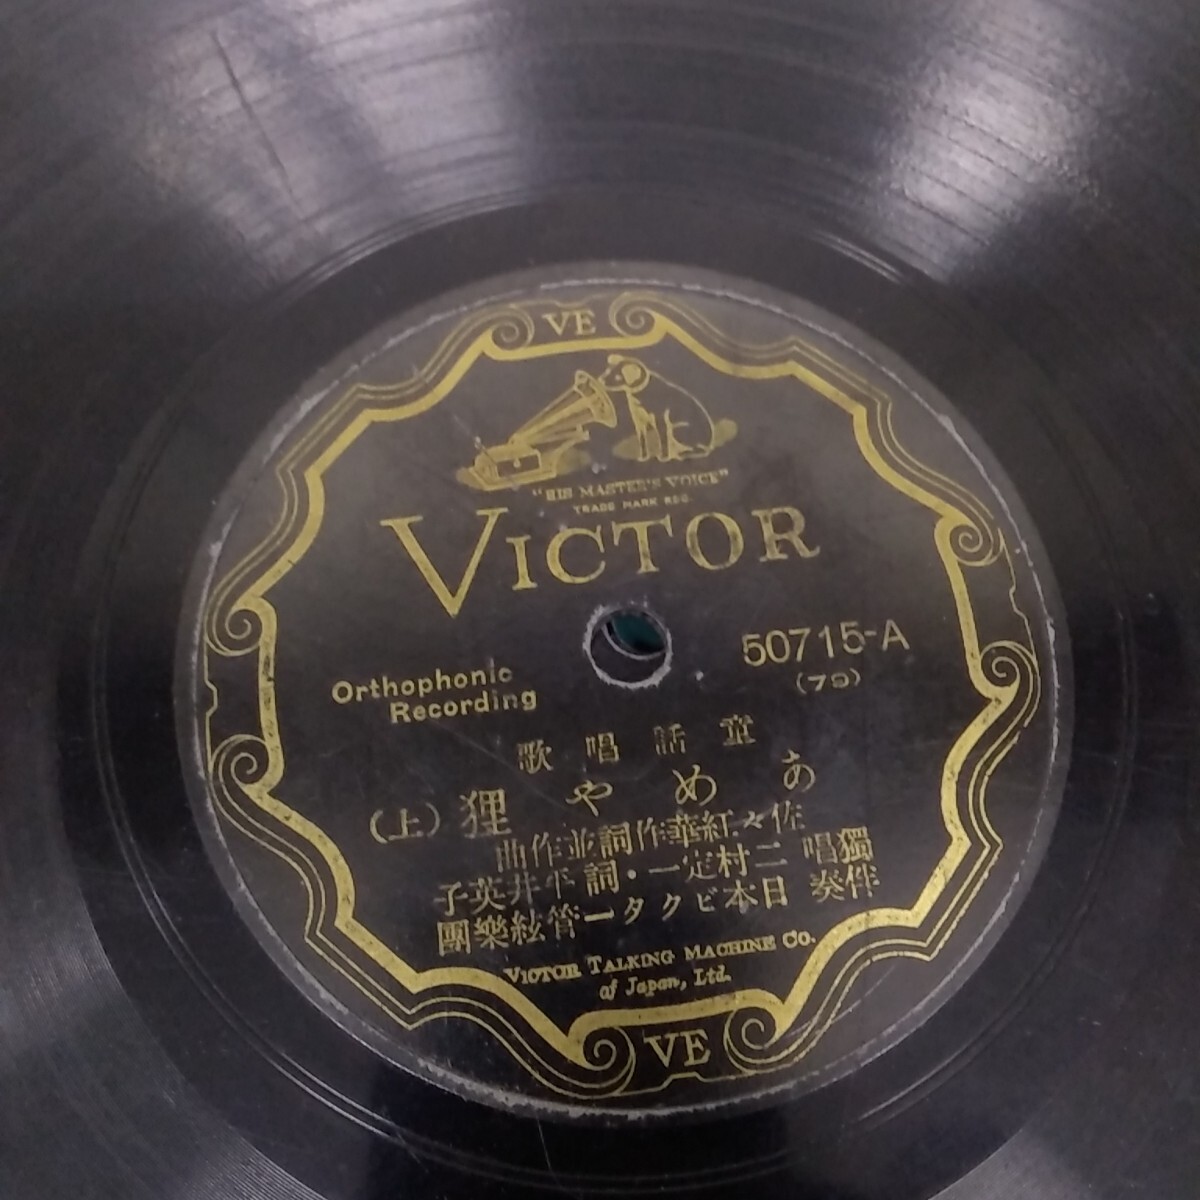 VE
"HIS MASTER'S VOICE"
TRADE MARK REG.
VICTOR
50715-A
(79)
Orthophonic
Recording
童話唱歌
あめや狸 (上)
佐々紅華作詞並作曲
獨唱 二村定一・詞 平井英子
伴奏 日本ビクター管絃樂團
VICTOR TALKING MACHINE CO.
of Japan, Ltd.
VE